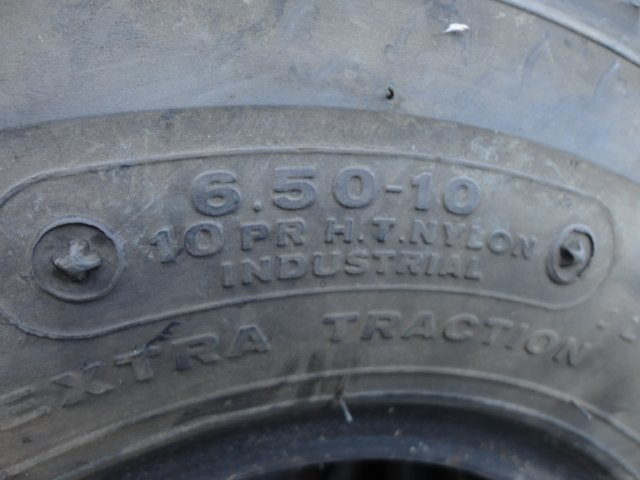 6.50-10
10 PR H.T. NYLON
INDUSTRIAL
EXTRA TRACTION